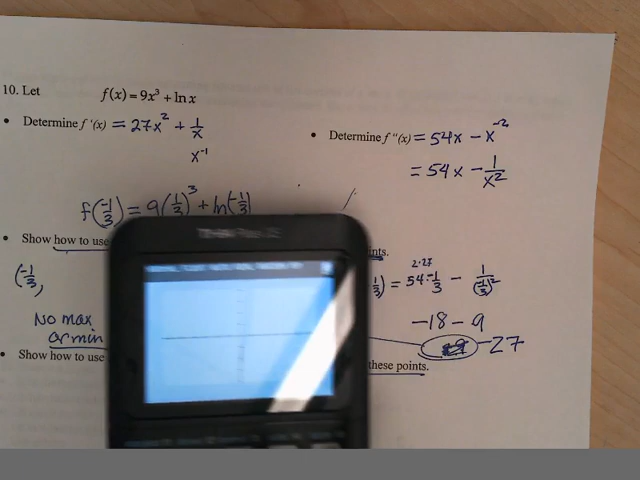 10. Let f(x) = 9x³ + ln x
• Determine f '(x) = 27x² + 1/x
x⁻¹
• Determine f ''(x) = 54x − x⁻²
= 54x − 1/x²
f(-1/3) = 9(1/3)³ + ln(-1/3)
• Show how to use
nts.
(-1/3,
2·27
1/3) = 54·-1/3 − 1/(-1/3)²
No max
or min
−18 − 9
−27
• Show how to use
these points.